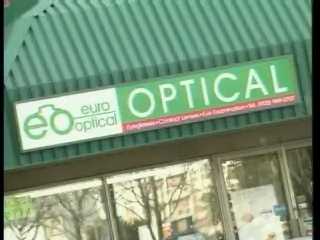 eo euro optical
OPTICAL
Eyeglasses • Contact Lenses • Eye Examination • Tel: